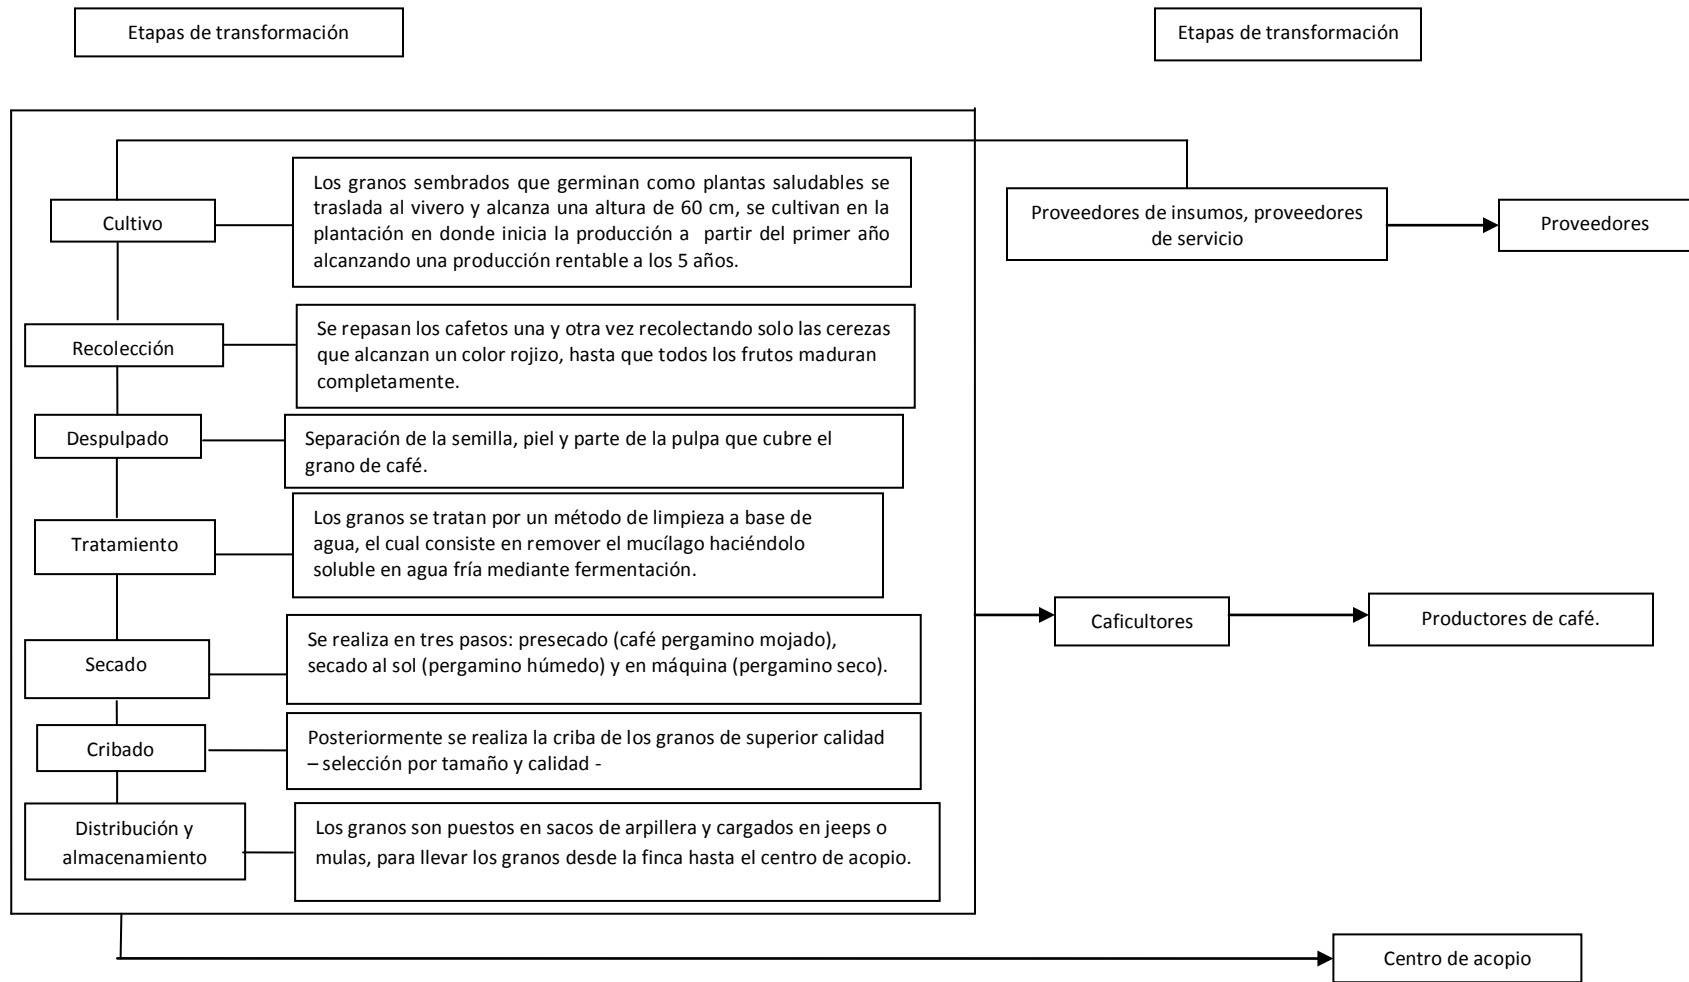 Etapas de transformación
Etapas de transformación
Cultivo
Los granos sembrados que germinan como plantas saludables se
traslada al vivero y alcanza una altura de 60 cm, se cultivan en la
plantación en donde inicia la producción a partir del primer año
alcanzando una producción rentable a los 5 años.
Proveedores de insumos, proveedores
de servicio
Proveedores
Recolección
Se repasan los cafetos una y otra vez recolectando solo las cerezas
que alcanzan un color rojizo, hasta que todos los frutos maduran
completamente.
Despulpado
Separación de la semilla, piel y parte de la pulpa que cubre el
grano de café.
Tratamiento
Los granos se tratan por un método de limpieza a base de
agua, el cual consiste en remover el mucílago haciéndolo
soluble en agua fría mediante fermentación.
Caficultores
Productores de café.
Secado
Se realiza en tres pasos: presecado (café pergamino mojado),
secado al sol (pergamino húmedo) y en máquina (pergamino seco).
Cribado
Posteriormente se realiza la criba de los granos de superior calidad
– selección por tamaño y calidad -
Distribución y
almacenamiento
Los granos son puestos en sacos de arpillera y cargados en jeeps o
mulas, para llevar los granos desde la finca hasta el centro de acopio.
Centro de acopio